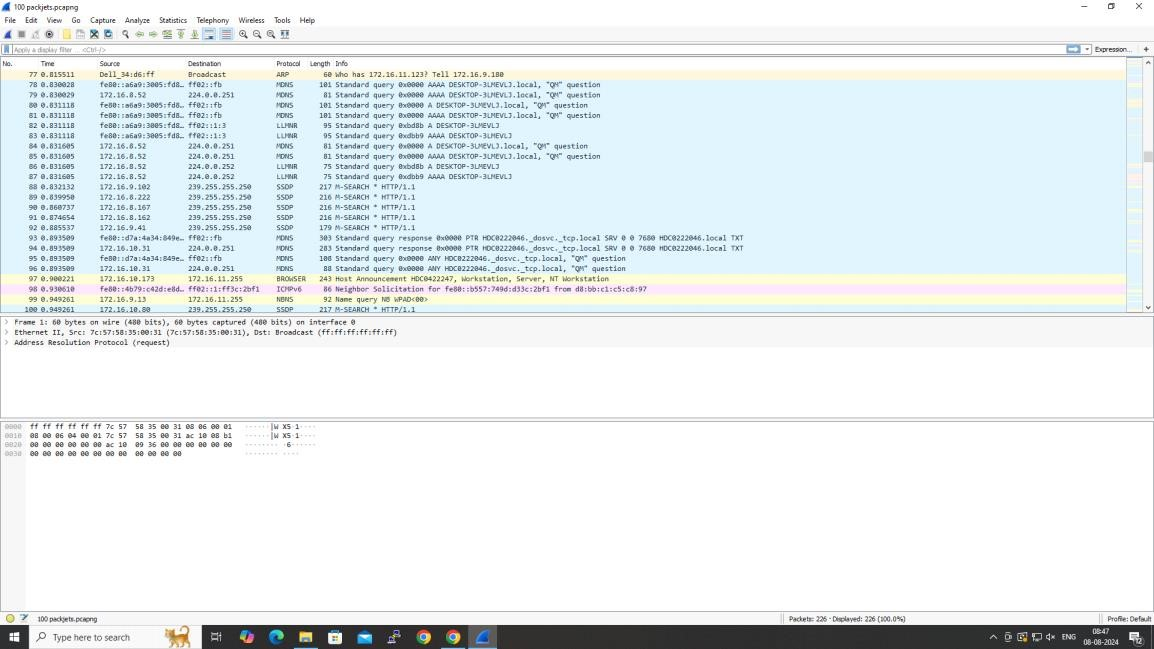 100 packjets.pcapng
File Edit View Go Capture Analyze Statistics Telephony Wireless Tools Help
Apply a display filter ... <Ctrl-/> Expression... +
No. Time Source Destination Protocol Length Info
77 0.815511 Dell_34:d6:ff Broadcast ARP 60 Who has 172.16.11.123? Tell 172.16.9.180
78 0.830028 fe80::a6a9:3005:fd8… ff02::fb MDNS 101 Standard query 0x0000 AAAA DESKTOP-3LMEVLJ.local, "QM" question
79 0.830029 172.16.8.52 224.0.0.251 MDNS 81 Standard query 0x0000 AAAA DESKTOP-3LMEVLJ.local, "QM" question
80 0.831118 fe80::a6a9:3005:fd8… ff02::fb MDNS 101 Standard query 0x0000 A DESKTOP-3LMEVLJ.local, "QM" question
81 0.831118 fe80::a6a9:3005:fd8… ff02::fb MDNS 101 Standard query 0x0000 AAAA DESKTOP-3LMEVLJ.local, "QM" question
82 0.831118 fe80::a6a9:3005:fd8… ff02::1:3 LLMNR 95 Standard query 0xbd8b A DESKTOP-3LMEVLJ
83 0.831118 fe80::a6a9:3005:fd8… ff02::1:3 LLMNR 95 Standard query 0xdbb9 AAAA DESKTOP-3LMEVLJ
84 0.831605 172.16.8.52 224.0.0.251 MDNS 81 Standard query 0x0000 A DESKTOP-3LMEVLJ.local, "QM" question
85 0.831605 172.16.8.52 224.0.0.251 MDNS 81 Standard query 0x0000 AAAA DESKTOP-3LMEVLJ.local, "QM" question
86 0.831605 172.16.8.52 224.0.0.252 LLMNR 75 Standard query 0xbd8b A DESKTOP-3LMEVLJ
87 0.831605 172.16.8.52 224.0.0.252 LLMNR 75 Standard query 0xdbb9 AAAA DESKTOP-3LMEVLJ
88 0.832132 172.16.9.102 239.255.255.250 SSDP 217 M-SEARCH * HTTP/1.1
89 0.839950 172.16.8.222 239.255.255.250 SSDP 216 M-SEARCH * HTTP/1.1
90 0.860737 172.16.8.167 239.255.255.250 SSDP 216 M-SEARCH * HTTP/1.1
91 0.874654 172.16.8.162 239.255.255.250 SSDP 216 M-SEARCH * HTTP/1.1
92 0.885537 172.16.9.41 239.255.255.250 SSDP 179 M-SEARCH * HTTP/1.1
93 0.893509 fe80::d7a:4a34:849e… ff02::fb MDNS 303 Standard query response 0x0000 PTR HDC0222046._dosvc._tcp.local SRV 0 0 7680 HDC0222046.local TXT
94 0.893509 172.16.10.31 224.0.0.251 MDNS 283 Standard query response 0x0000 PTR HDC0222046._dosvc._tcp.local SRV 0 0 7680 HDC0222046.local TXT
95 0.893509 fe80::d7a:4a34:849e… ff02::fb MDNS 108 Standard query 0x0000 ANY HDC0222046._dosvc._tcp.local, "QM" question
96 0.893509 172.16.10.31 224.0.0.251 MDNS 88 Standard query 0x0000 ANY HDC0222046._dosvc._tcp.local, "QM" question
97 0.900221 172.16.10.173 172.16.11.255 BROWSER 243 Host Announcement HDC0422247, Workstation, Server, NT Workstation
98 0.930610 fe80::4b79:c42d:e8d… ff02::1:ff3c:2bf1 ICMPv6 86 Neighbor Solicitation for fe80::b557:749d:d33c:2bf1 from d8:bb:c1:c5:c8:97
99 0.949261 172.16.9.13 172.16.11.255 NBNS 92 Name query NB WPAD<00>
100 0.949261 172.16.10.80 239.255.255.250 SSDP 217 M-SEARCH * HTTP/1.1
Frame 1: 60 bytes on wire (480 bits), 60 bytes captured (480 bits) on interface 0
Ethernet II, Src: 7c:57:58:35:00:31 (7c:57:58:35:00:31), Dst: Broadcast (ff:ff:ff:ff:ff:ff)
Address Resolution Protocol (request)
0000 ff ff ff ff ff ff 7c 57 58 35 00 31 08 06 00 01 ······|W X5·1····
0010 08 00 06 04 00 01 7c 57 58 35 00 31 ac 10 08 b1 ······|W X5·1····
0020 00 00 00 00 00 00 ac 10 09 36 00 00 00 00 00 00 ········ ·6······
0030 00 00 00 00 00 00 00 00 00 00 00 00 ········ ····
100 packjets.pcapng Packets: 226 · Displayed: 226 (100.0%) Profile: Default
Type here to search ENG 08:47
08-08-2024 12